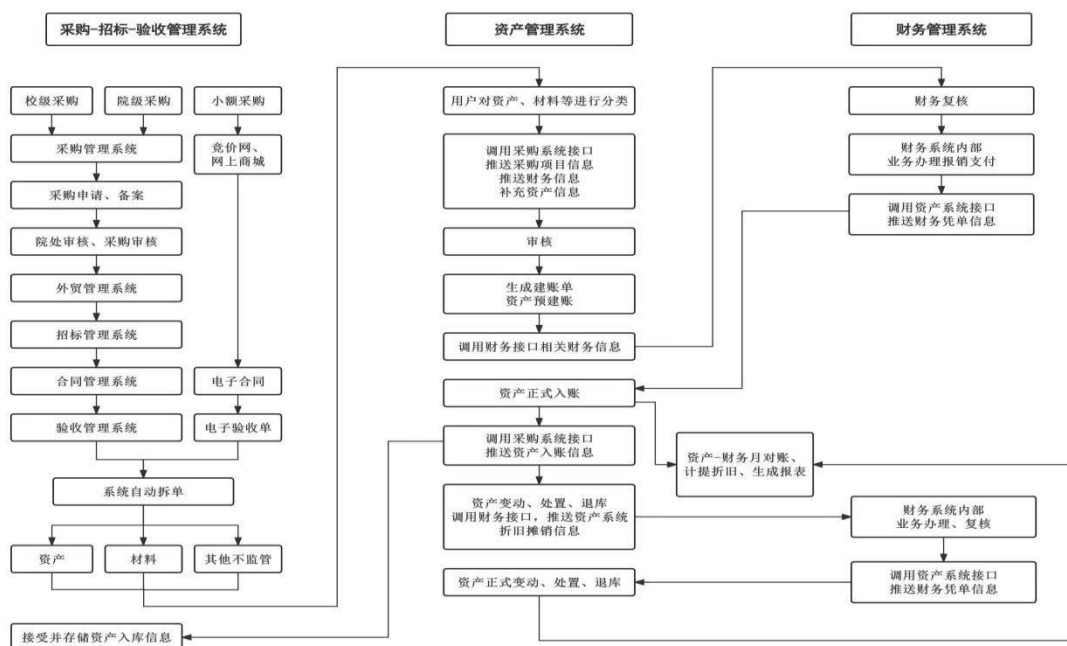 采购-招标-验收管理系统
校级采购
院级采购
小额采购
采购管理系统
竞价网、
网上商城
采购申请、备案
院处审核、采购审核
外贸管理系统
招标管理系统
合同管理系统
电子合同
验收管理系统
电子验收单
系统自动拆单
资产
材料
其他不监管
接受并存储资产入库信息
资产管理系统
用户对资产、材料等进行分类
调用采购系统接口
推送采购项目信息
推送财务信息
补充资产信息
审核
生成建账单
资产预建账
调用财务接口相关财务信息
资产正式入账
调用采购系统接口
推送资产入账信息
资产-财务月对账、
计提折旧、生成报表
资产变动、处置、退库
调用财务接口，推送资产系统
折旧摊销信息
资产正式变动、处置、退库
财务管理系统
财务复核
财务系统内部
业务办理报销支付
调用资产系统接口
推送财务凭单信息
财务系统内部
业务办理、复核
调用资产系统接口
推送财务凭单信息